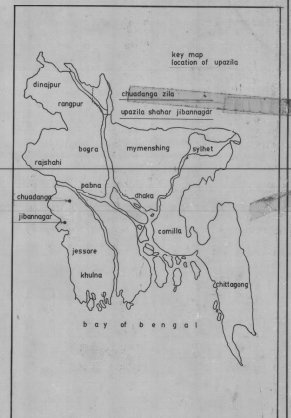 key map
location of upazila
chuadanga zila
upazila shahar jibannagar
dinajpur
rangpur
bogra
mymenshing
sylhet
rajshahi
pabna
dhaka
chuadanga
comilla
jibannagar
jessore
khulna
chittagong
bay of bengal